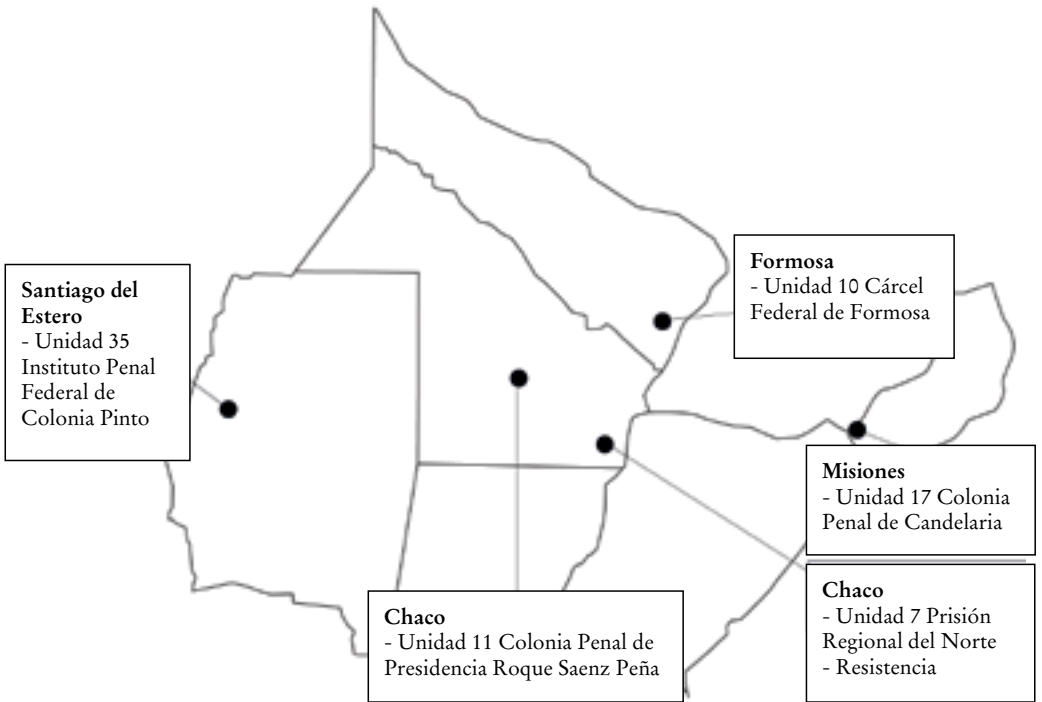 Santiago del
Estero
- Unidad 35
Instituto Penal
Federal de
Colonia Pinto
Formosa
- Unidad 10 Cárcel
Federal de Formosa
Misiones
- Unidad 17 Colonia
Penal de Candelaria
Chaco
- Unidad 11 Colonia Penal de
Presidencia Roque Saenz Peña
Chaco
- Unidad 7 Prisión
Regional del Norte
- Resistencia